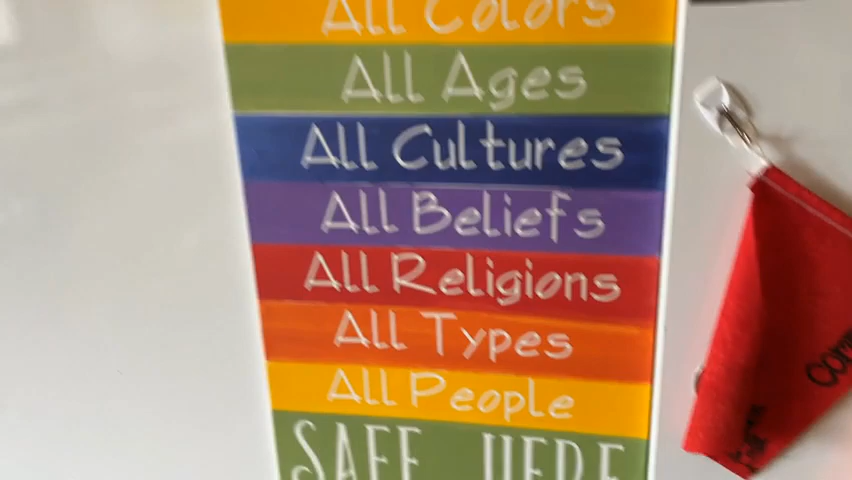 All Colors
All Ages
All Cultures
All Beliefs
All Religions
All Types
All People
SAFE HERE